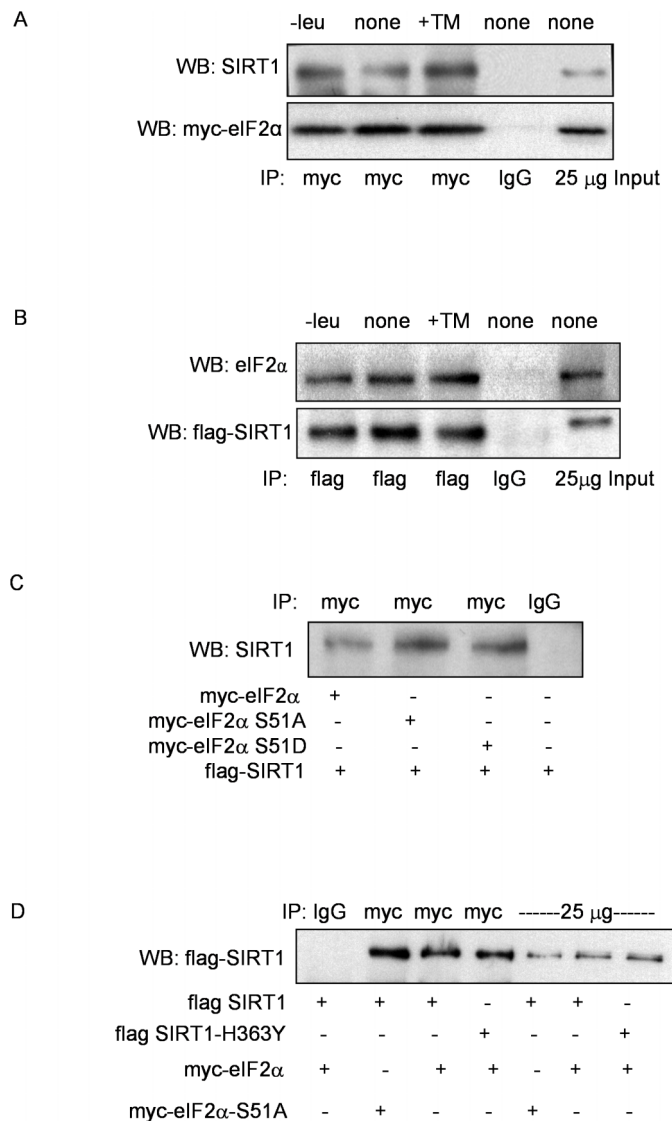 A
-leu none +TM none none
WB: SIRT1
WB: myc-eIF2α
IP: myc myc myc IgG 25 µg Input
B
-leu none +TM none none
WB: eIF2α
WB: flag-SIRT1
IP: flag flag flag IgG 25µg Input
C
IP: myc myc myc IgG
WB: SIRT1
myc-eIF2α + - - -
myc-eIF2α S51A - + - -
myc-eIF2α S51D - - + -
flag-SIRT1 + + + +
D
IP: IgG myc myc myc ------25 µg------
WB: flag-SIRT1
flag SIRT1 + + + - + + -
flag SIRT1-H363Y - - - + - - +
myc-eIF2α + - + + - + +
myc-eIF2α-S51A - + - - + - -